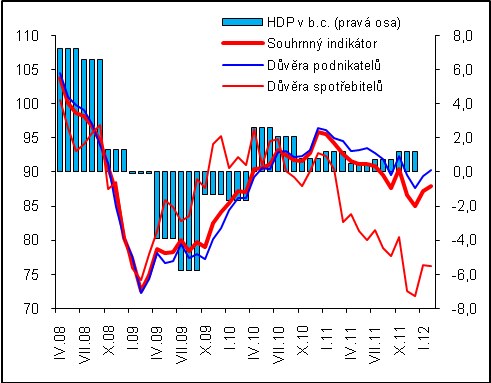 HDP v b.c. (pravá osa)
Souhrnný indikátor
Důvěra podnikatelů
Důvěra spotřebitelů
110
105
100
95
90
85
80
75
70
8,0
6,0
4,0
2,0
0,0
-2,0
-4,0
-6,0
-8,0
IV.08
VII.08
X.08
I.09
IV.09
VII.09
X.09
I.10
IV.10
VII.10
X.10
I.11
IV.11
VII.11
X.11
I.12